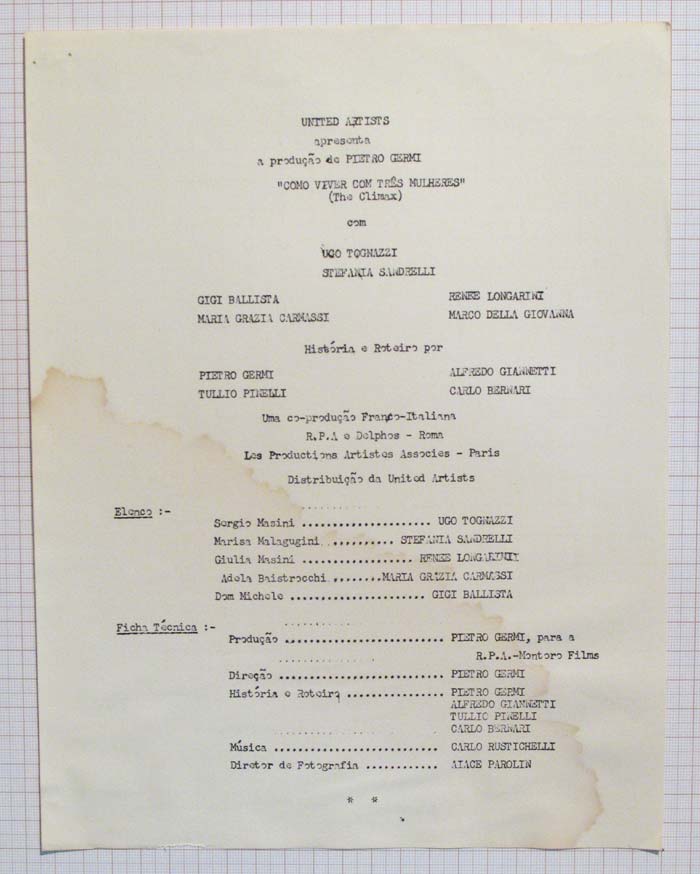 UNITED ARTISTS
apresenta
a produção de PIETRO GERMI
"COMO VIVER COM TRÊS MULHERES"
(The Climax)
com
UGO TOGNAZZI
STEFANIA SANDRELLI
GIGI BALLISTA RENEE LONGARINI
MARIA GRAZIA CARMASSI MARCO DELLA GIOVANNA
História e Roteiro por
PIETRO GERMI ALFREDO GIANNETTI
TULLIO PINELLI CARLO BERNARI
Uma co-produção Franco-Italiana
R.P.A e Delphos - Roma
Les Productions Artistes Associes - Paris
Distribuição da United Artists
Elenco :-
Sergio Masini ..................... UGO TOGNAZZI
Marisa Malagugini ........... STEFANIA SANDRELLI
Giulia Masini .................. RENEE LONGARINI
Adela Baistrocchi ........MARIA GRAZIA CARMASSI
Dom Michele ...................... GIGI BALLISTA
Ficha Técnica :-
Produção .......................... PIETRO GERMI, para a
R.P.A.-Montoro Films
Direção ........................... PIETRO GERMI
História e Roteiro ................ PIETRO GERMI
ALFREDO GIANNETTI
TULLIO PINELLI
CARLO BERNARI
Música ........................... CARLO RUSTICHELLI
Diretor de Fotografia ............ AIACE PAROLIN
* *